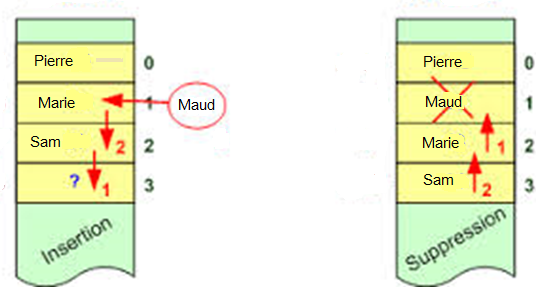 Pierre 0
Marie 1 Maud
Sam 2 2
? 1 3
Insertion
Pierre 0
Maud 1
Marie 1 2
Sam 2 3
Suppression